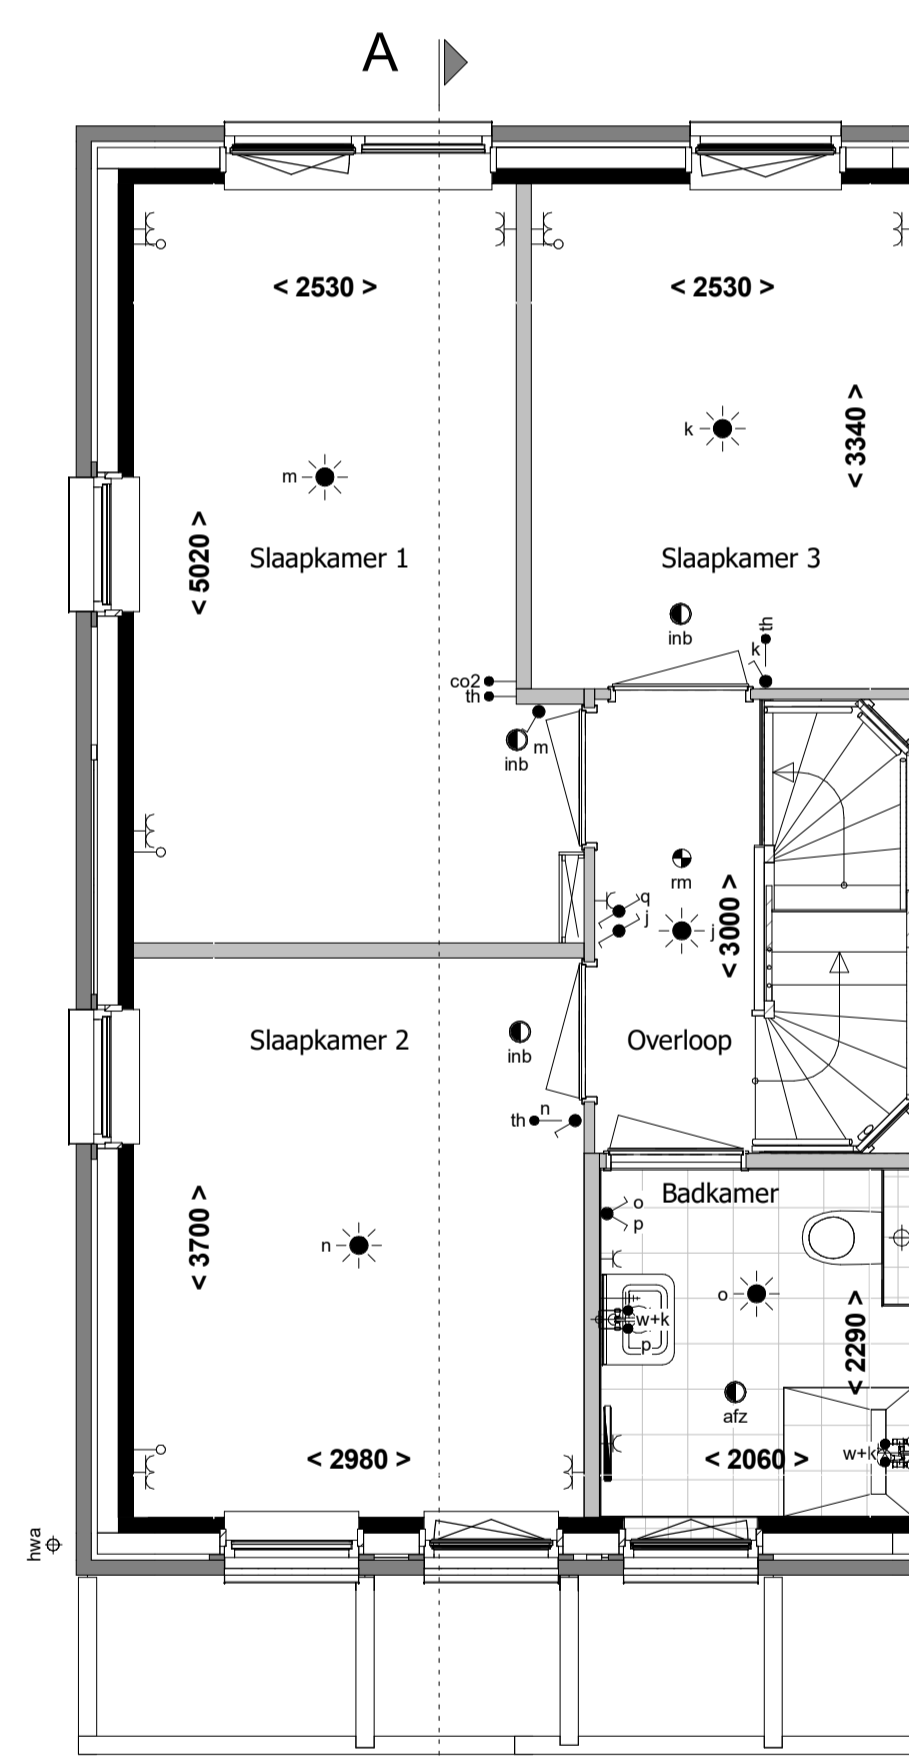 A
< 2530 >
< 2530 >
< 3340 >
k
m
< 5020 >
Slaapkamer 1
Slaapkamer 3
inb
th
k
co2
th
m
inb
rm
q
j
j
< 3000 >
Slaapkamer 2
inb
Overloop
th
n
Badkamer
o
p
< 3700 >
n
o
w+k
p
< 2290 >
afz
< 2980 >
< 2060 >
w+k
hwa